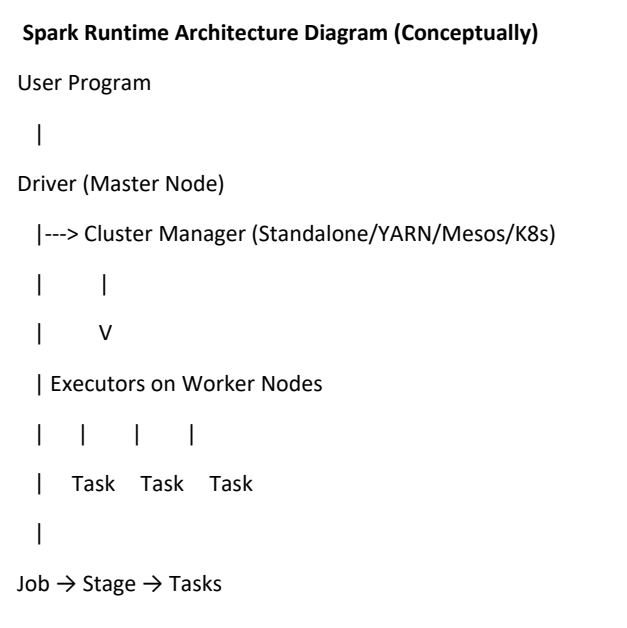 Spark Runtime Architecture Diagram (Conceptually)
User Program
|
Driver (Master Node)
|---> Cluster Manager (Standalone/YARN/Mesos/K8s)
| |
| V
| Executors on Worker Nodes
| | | |
| Task Task Task
|
Job → Stage → Tasks